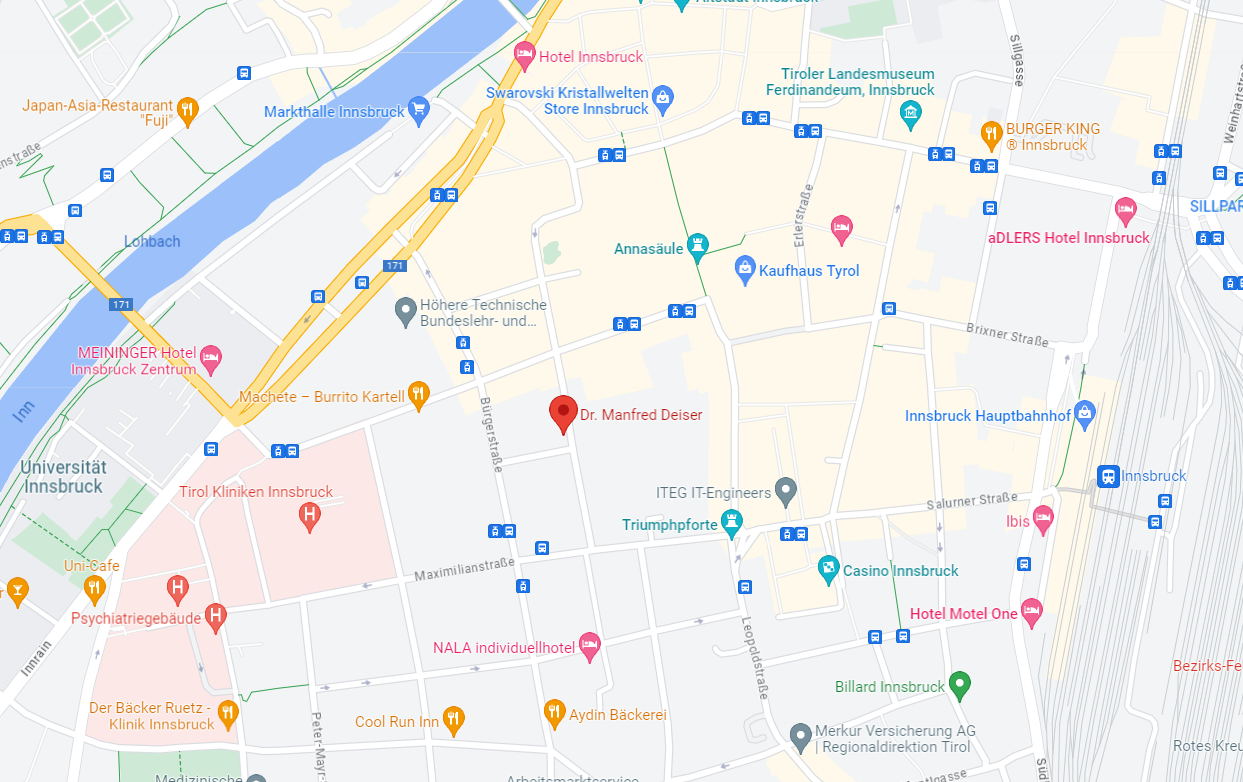 Altstadt Innsbruck
Hotel Innsbruck
Sillgasse
Weinhartstraße
Tiroler Landesmuseum
Ferdinandeum, Innsbruck
Swarovski Kristallwelten
Store Innsbruck
Japan-Asia-Restaurant
"Fuji"
Markthalle Innsbruck
BURGER KING
® Innsbruck
Erlerstraße
SILLPAR
aDLERS Hotel Innsbruck
Lohbach
Annasäule
171
Kaufhaus Tyrol
171
Höhere Technische
Bundeslehr- und...
Brixner Straße
MEININGER Hotel
Innsbruck Zentrum
Inn
Machete – Burrito Kartell
Dr. Manfred Deiser
Innsbruck Hauptbahnhof
Bürgerstraße
Universität
Innsbruck
Innsbruck
Tirol Kliniken Innsbruck
ITEG IT-Engineers
Salurner Straße
Triumphpforte
Ibis
Uni-Cafe
Maximilianstraße
Casino Innsbruck
Psychiatriegebäude
Hotel Motel One
Innrain
NALA individuellhotel
Leopoldstraße
Bezirks-Fe
Billard Innsbruck
Der Bäcker Ruetz -
Klinik Innsbruck
Cool Run Inn
Aydin Bäckerei
Peter-Mayr-
Merkur Versicherung AG
| Regionaldirektion Tirol
Rotes Kreu
Medizinische
Arbeitsmarktservice
Süd